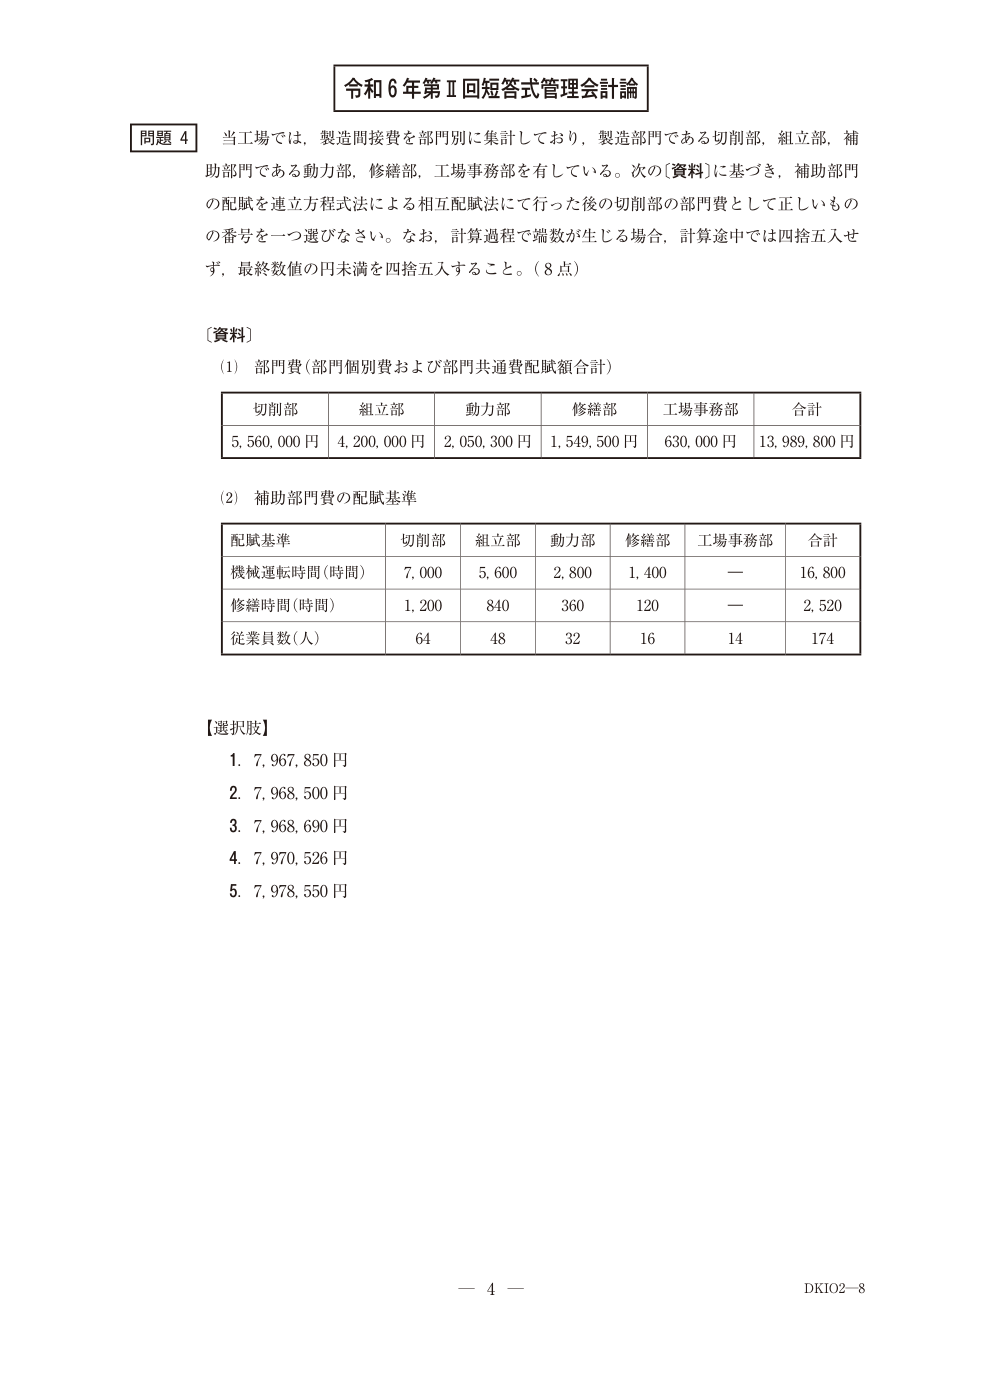 令和6年第Ⅱ回短答式管理会計論
問題 4　当工場では，製造間接費を部門別に集計しており，製造部門である切削部，組立部，補
助部門である動力部，修繕部，工場事務部を有している。次の〔資料〕に基づき，補助部門
の配賦を連立方程式法による相互配賦法にて行った後の切削部の部門費として正しいもの
の番号を一つ選びなさい。なお，計算過程で端数が生じる場合，計算途中では四捨五入せ
ず，最終数値の円未満を四捨五入すること。（8点）
〔資料〕
(1)　部門費（部門個別費および部門共通費配賦額合計）
切削部　組立部　動力部　修繕部　工場事務部　合計
5,560,000円　4,200,000円　2,050,300円　1,549,500円　630,000円　13,989,800円
(2)　補助部門費の配賦基準
配賦基準　切削部　組立部　動力部　修繕部　工場事務部　合計
機械運転時間（時間）　7,000　5,600　2,800　1,400　―　16,800
修繕時間（時間）　1,200　840　360　120　―　2,520
従業員数（人）　64　48　32　16　14　174
【選択肢】
1.　7,967,850円
2.　7,968,500円
3.　7,968,690円
4.　7,970,526円
5.　7,978,550円
― 4 ―　DKIO2―8